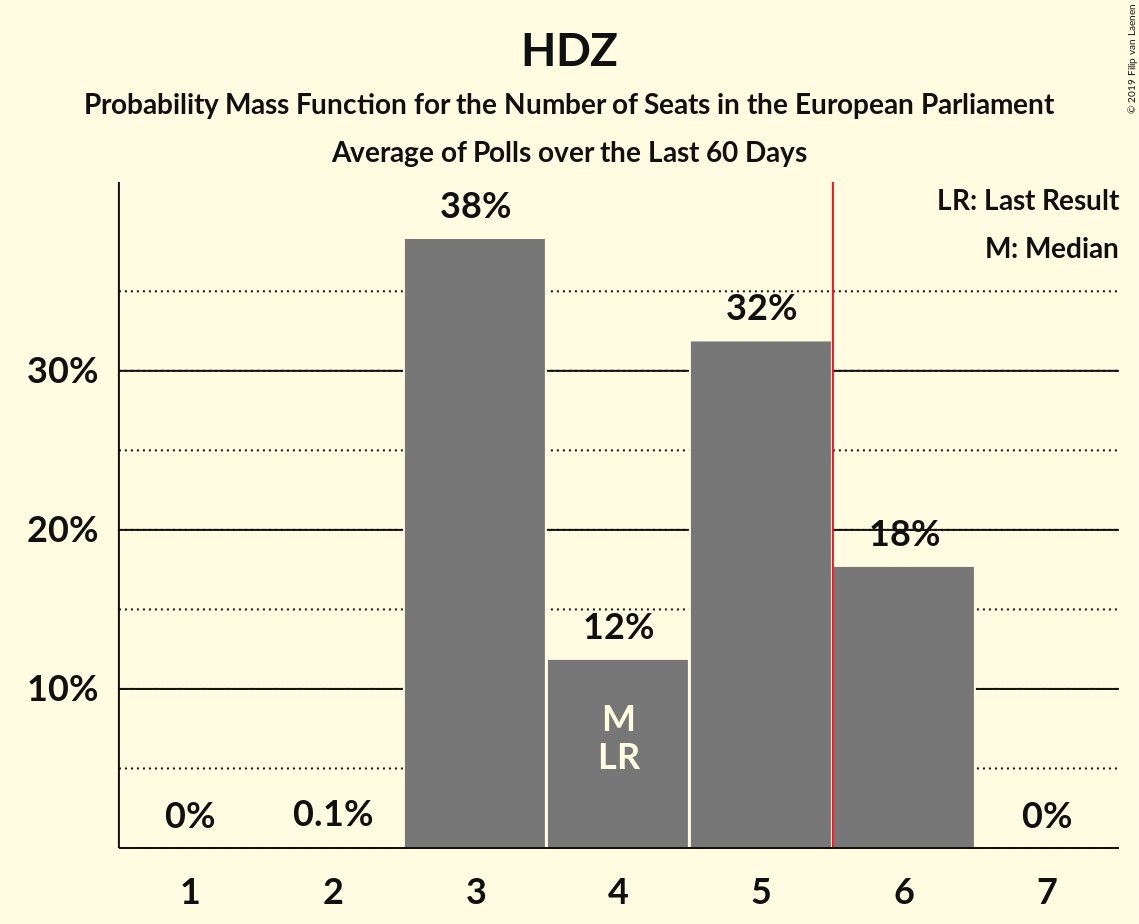 HDZ
Probability Mass Function for the Number of Seats in the European Parliament
Average of Polls over the Last 60 Days
© 2019 Filip van Laenen
LR: Last Result
M: Median
38%
32%
30%
20%
18%
12%
10%
M
LR
0%
0.1%
0%
1
2
3
4
5
6
7